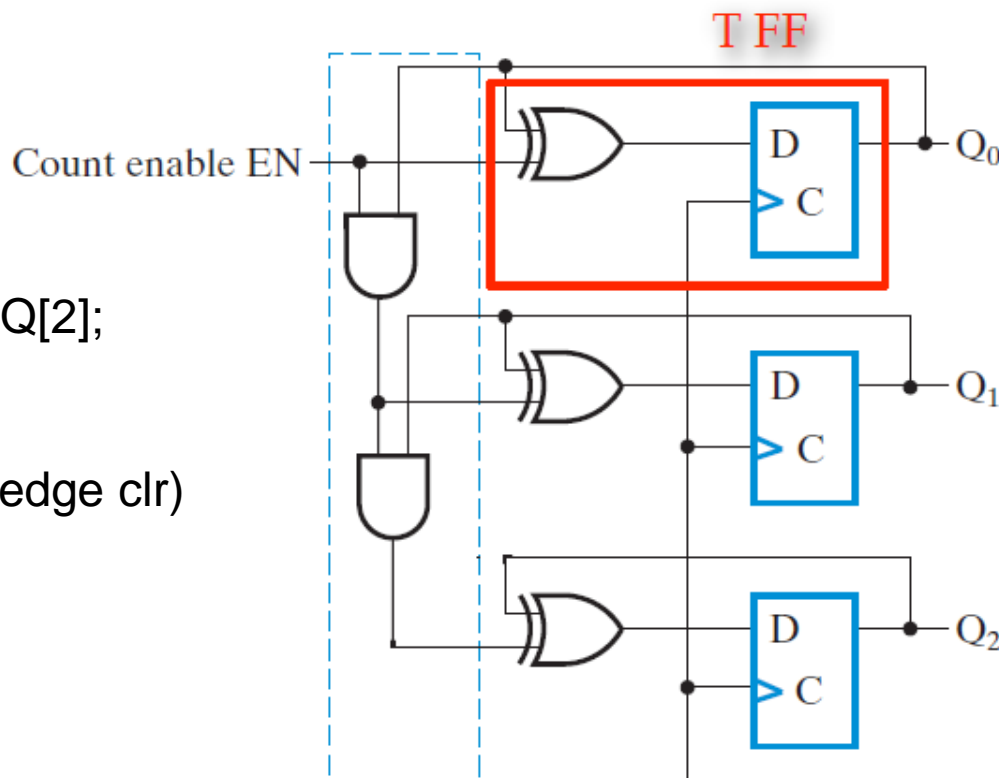 T FF
Count enable EN
D
Q0
C
Q[2];
D
Q1
C
edge clr)
D
Q2
C